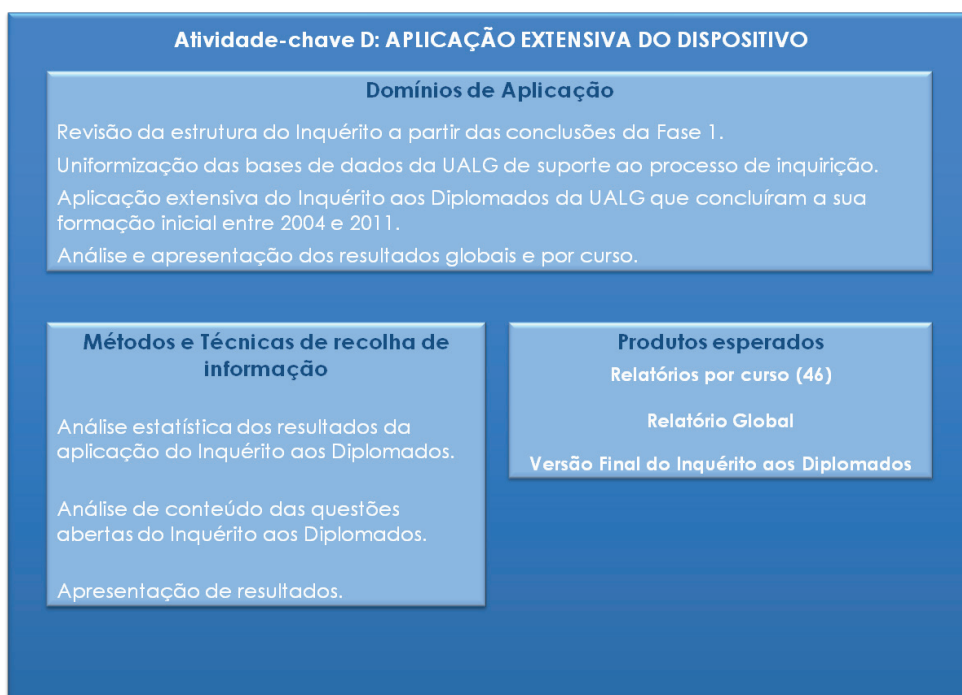 Atividade-chave D: APLICAÇÃO EXTENSIVA DO DISPOSITIVO
Domínios de Aplicação
Revisão da estrutura do Inquérito a partir das conclusões da Fase 1.
Uniformização das bases de dados da UALG de suporte ao processo de inquirição.
Aplicação extensiva do Inquérito aos Diplomados da UALG que concluíram a sua
formação inicial entre 2004 e 2011.
Análise e apresentação dos resultados globais e por curso.
Métodos e Técnicas de recolha de
informação
Análise estatística dos resultados da
aplicação do Inquérito aos Diplomados.
Análise de conteúdo das questões
abertas do Inquérito aos Diplomados.
Apresentação de resultados.
Produtos esperados
Relatórios por curso (46)
Relatório Global
Versão Final do Inquérito aos Diplomados